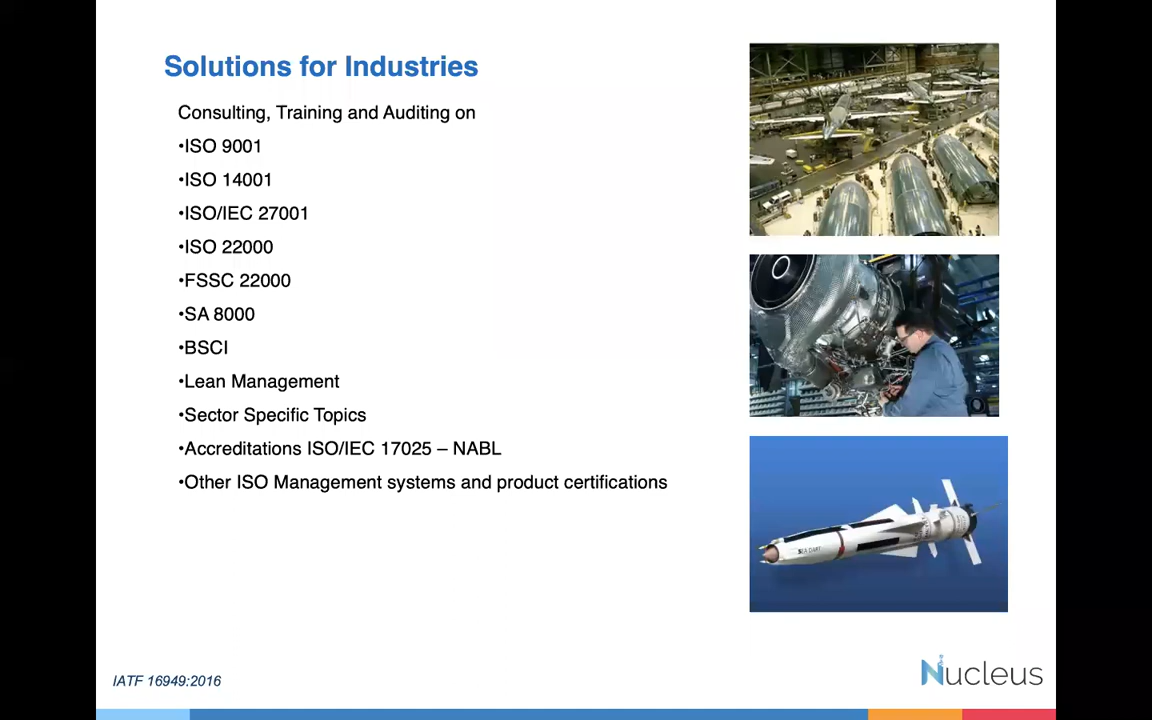 Solutions for Industries
Consulting, Training and Auditing on
•ISO 9001
•ISO 14001
•ISO/IEC 27001
•ISO 22000
•FSSC 22000
•SA 8000
•BSCI
•Lean Management
•Sector Specific Topics
•Accreditations ISO/IEC 17025 – NABL
•Other ISO Management systems and product certifications
SEA DART
IATF 16949:2016
Nucleus